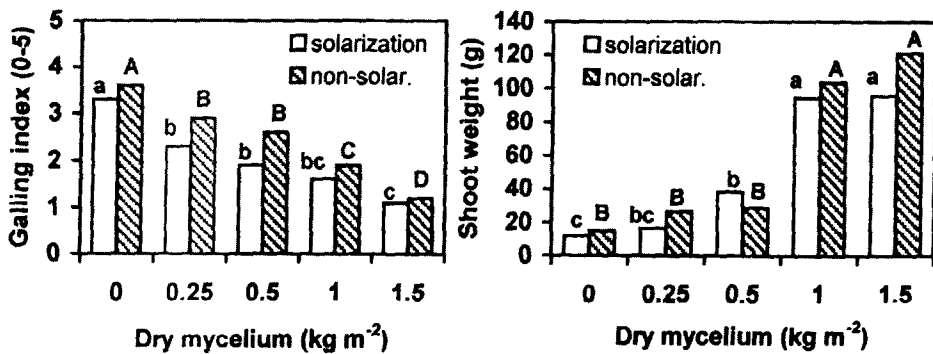 Galling index (0-5)
5
4
3
2
1
0
solarization
non-solar.
a A
b B
b B
bc C
c D
0 0.25 0.5 1 1.5
Dry mycelium (kg m-2)
Shoot weight (g)
140
120
100
80
60
40
20
0
solarization
non-solar.
c B
bc B
b B
a A
a A
0 0.25 0.5 1 1.5
Dry mycelium (kg m-2)